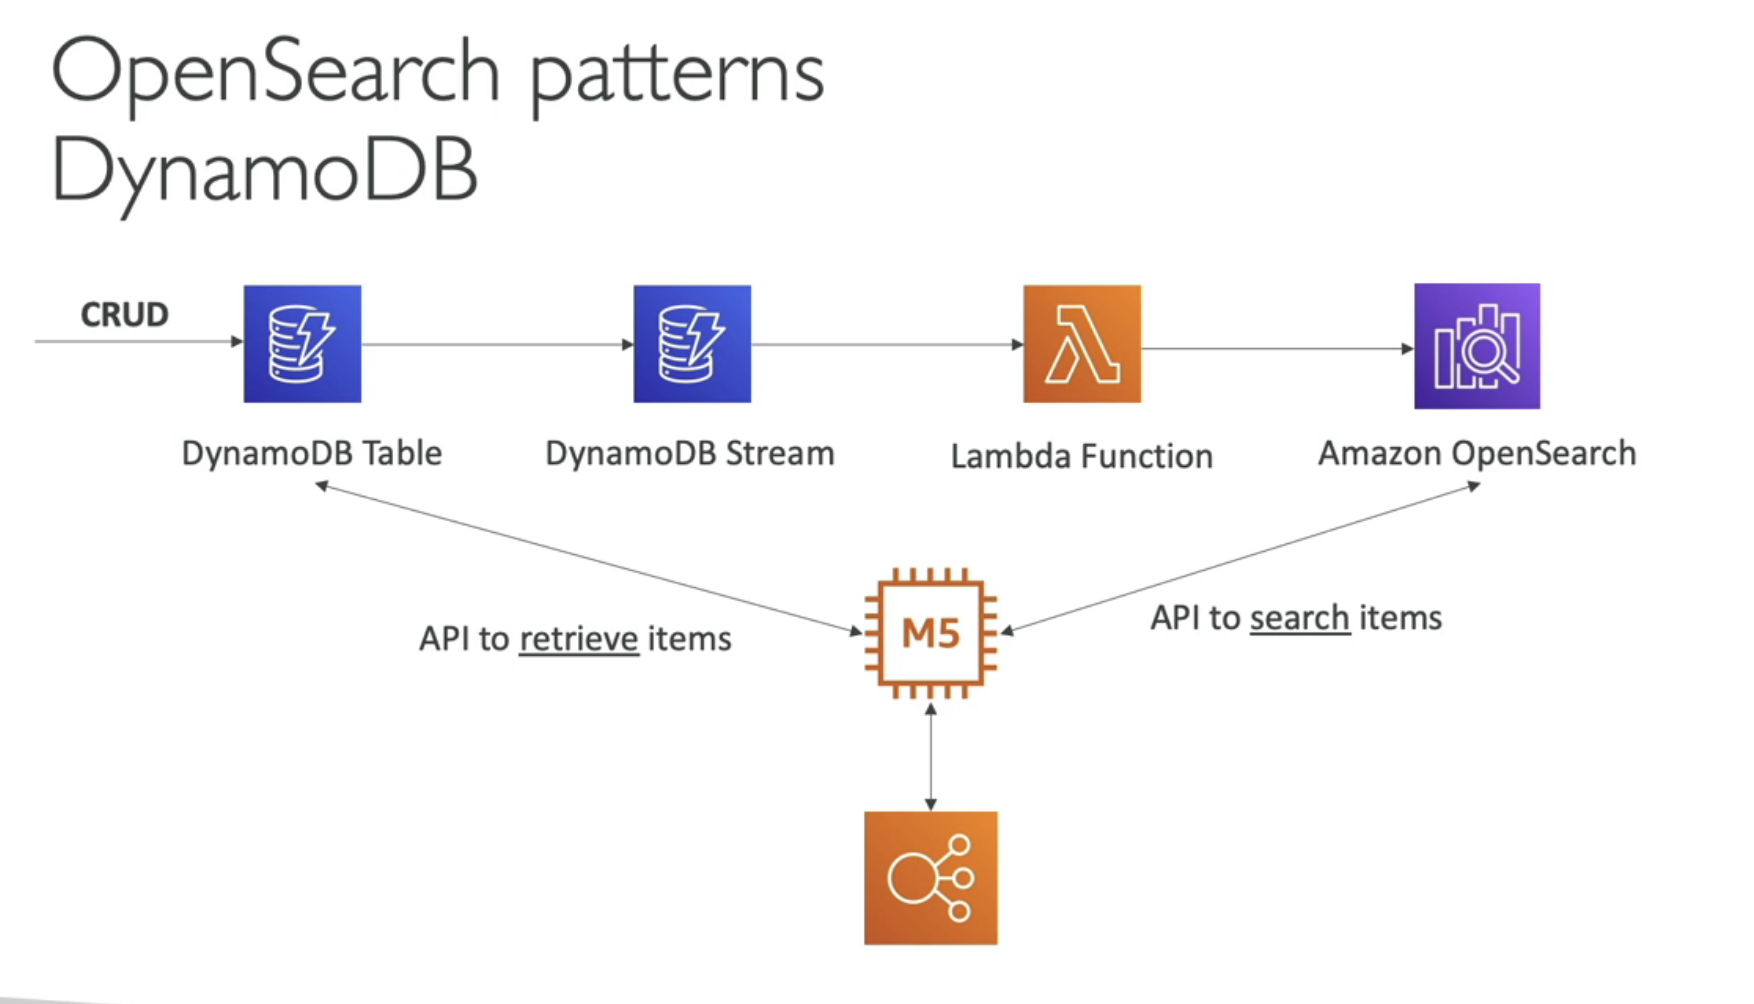 OpenSearch patterns
DynamoDB
CRUD
DynamoDB Table
DynamoDB Stream
Lambda Function
Amazon OpenSearch
API to retrieve items
M5
API to search items